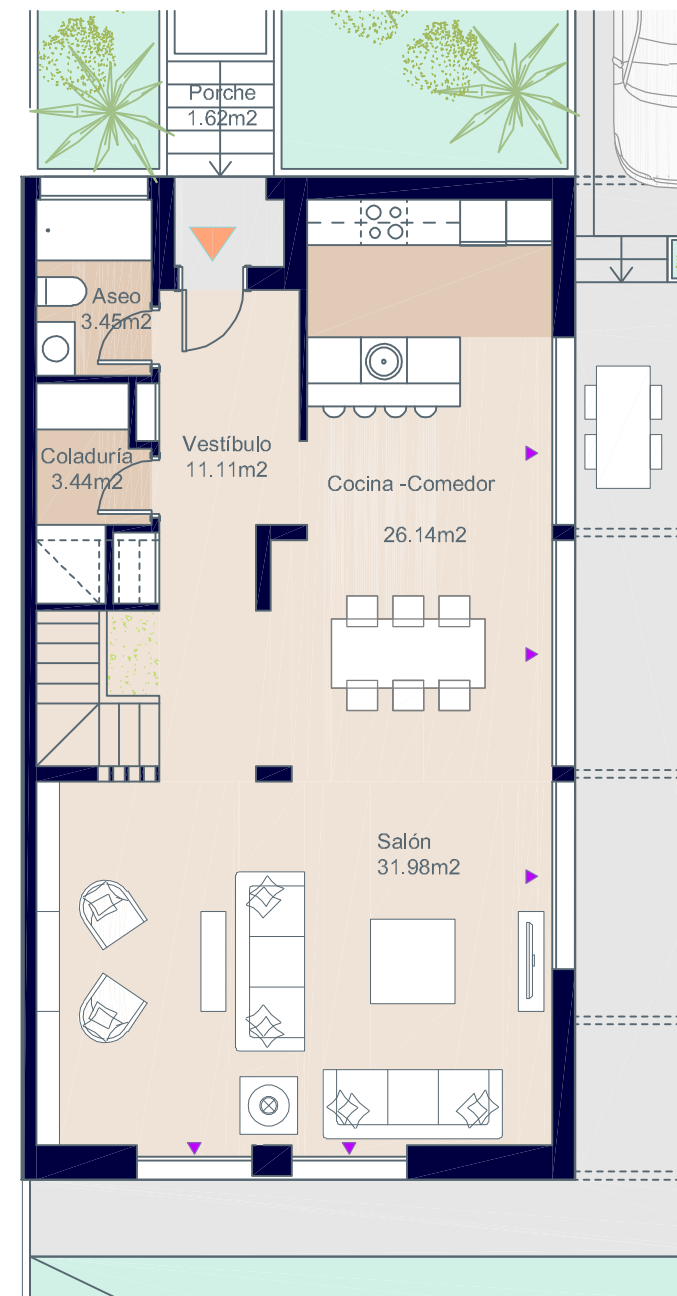 Porche
1.62m2
Aseo
3.45m2
Vestíbulo
11.11m2
Coladuría
3.44m2
Cocina -Comedor
26.14m2
Salón
31.98m2